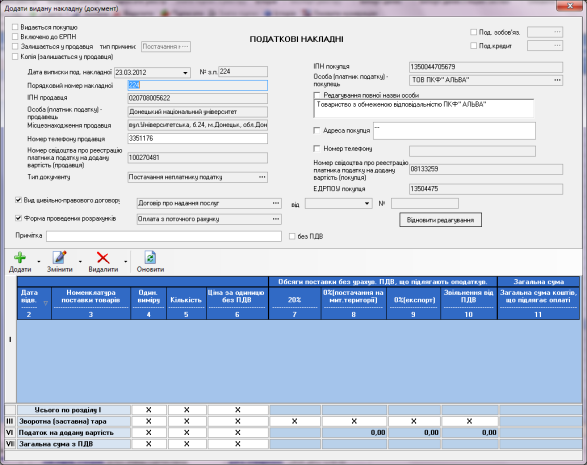 Додати видану накладну (документ)
Видається покупцю
Включено до ЕРПН
Залишається у продавця тип причини: Постачання н
Копія (залишається у продавця)
ПОДАТКОВІ НАКЛАДНІ
Под. зобов'яз.
Под.кредит
Дата виписки под. накладної 23.03.2012 № з.п. 224
Порядковий номер накладної 224
ІПН продавця 020708005622
Особа (платник податку) - продавець Донецький національний університет
Місцезнаходження продавця вул.Університетська, б.24, м.Донецьк, обл.Дон
Номер телефону продавця 3351176
Номер свідоцтва про реєстрацію платника податку на додану вартість (продавця) 100270481
Тип документу Постачання неплатнику податку
ІПН покупця 1350044705679
Особа (платник податку) - покупець ТОВ ПКФ" АЛЬВА"
Редагування повної назви особи
Товариство з обмеженою відповідальністю ПКФ" АЛЬВА"
Адреса покупця --
Номер телефону
Номер свідоцтва про реєстрацію платника податку на додану вартість (покупця) 08133259
ЕДРПОУ покупця 13504475
Вид цивільно-правового договору Договір про надання послуг від №
Форма проведених розрахунків Оплата з поточного рахунку
Відновити редагування
Примітка без ПДВ
Додати Змінити Видалити Оновити
Обсяги поставки без урахув. ПДВ, що підлягають оподаткув. Загальна сума
Дата відв. Номенклатура поставки товарів Один. виміру Кількість Ціна за одиницю без ПДВ 20% 0%(постачання на мит.території) 0%(експорт) Звільнення від ПДВ Загальна сума коштів, що підлягає оплаті
2 3 4 5 6 7 8 9 10 11
I
Усього по розділу I X X X
III Зворотна (заставна) тара X X X X X X X
VI Податок на додану вартість X X X 0,00 0,00 0,00
VII Загальна сума з ПДВ X X X